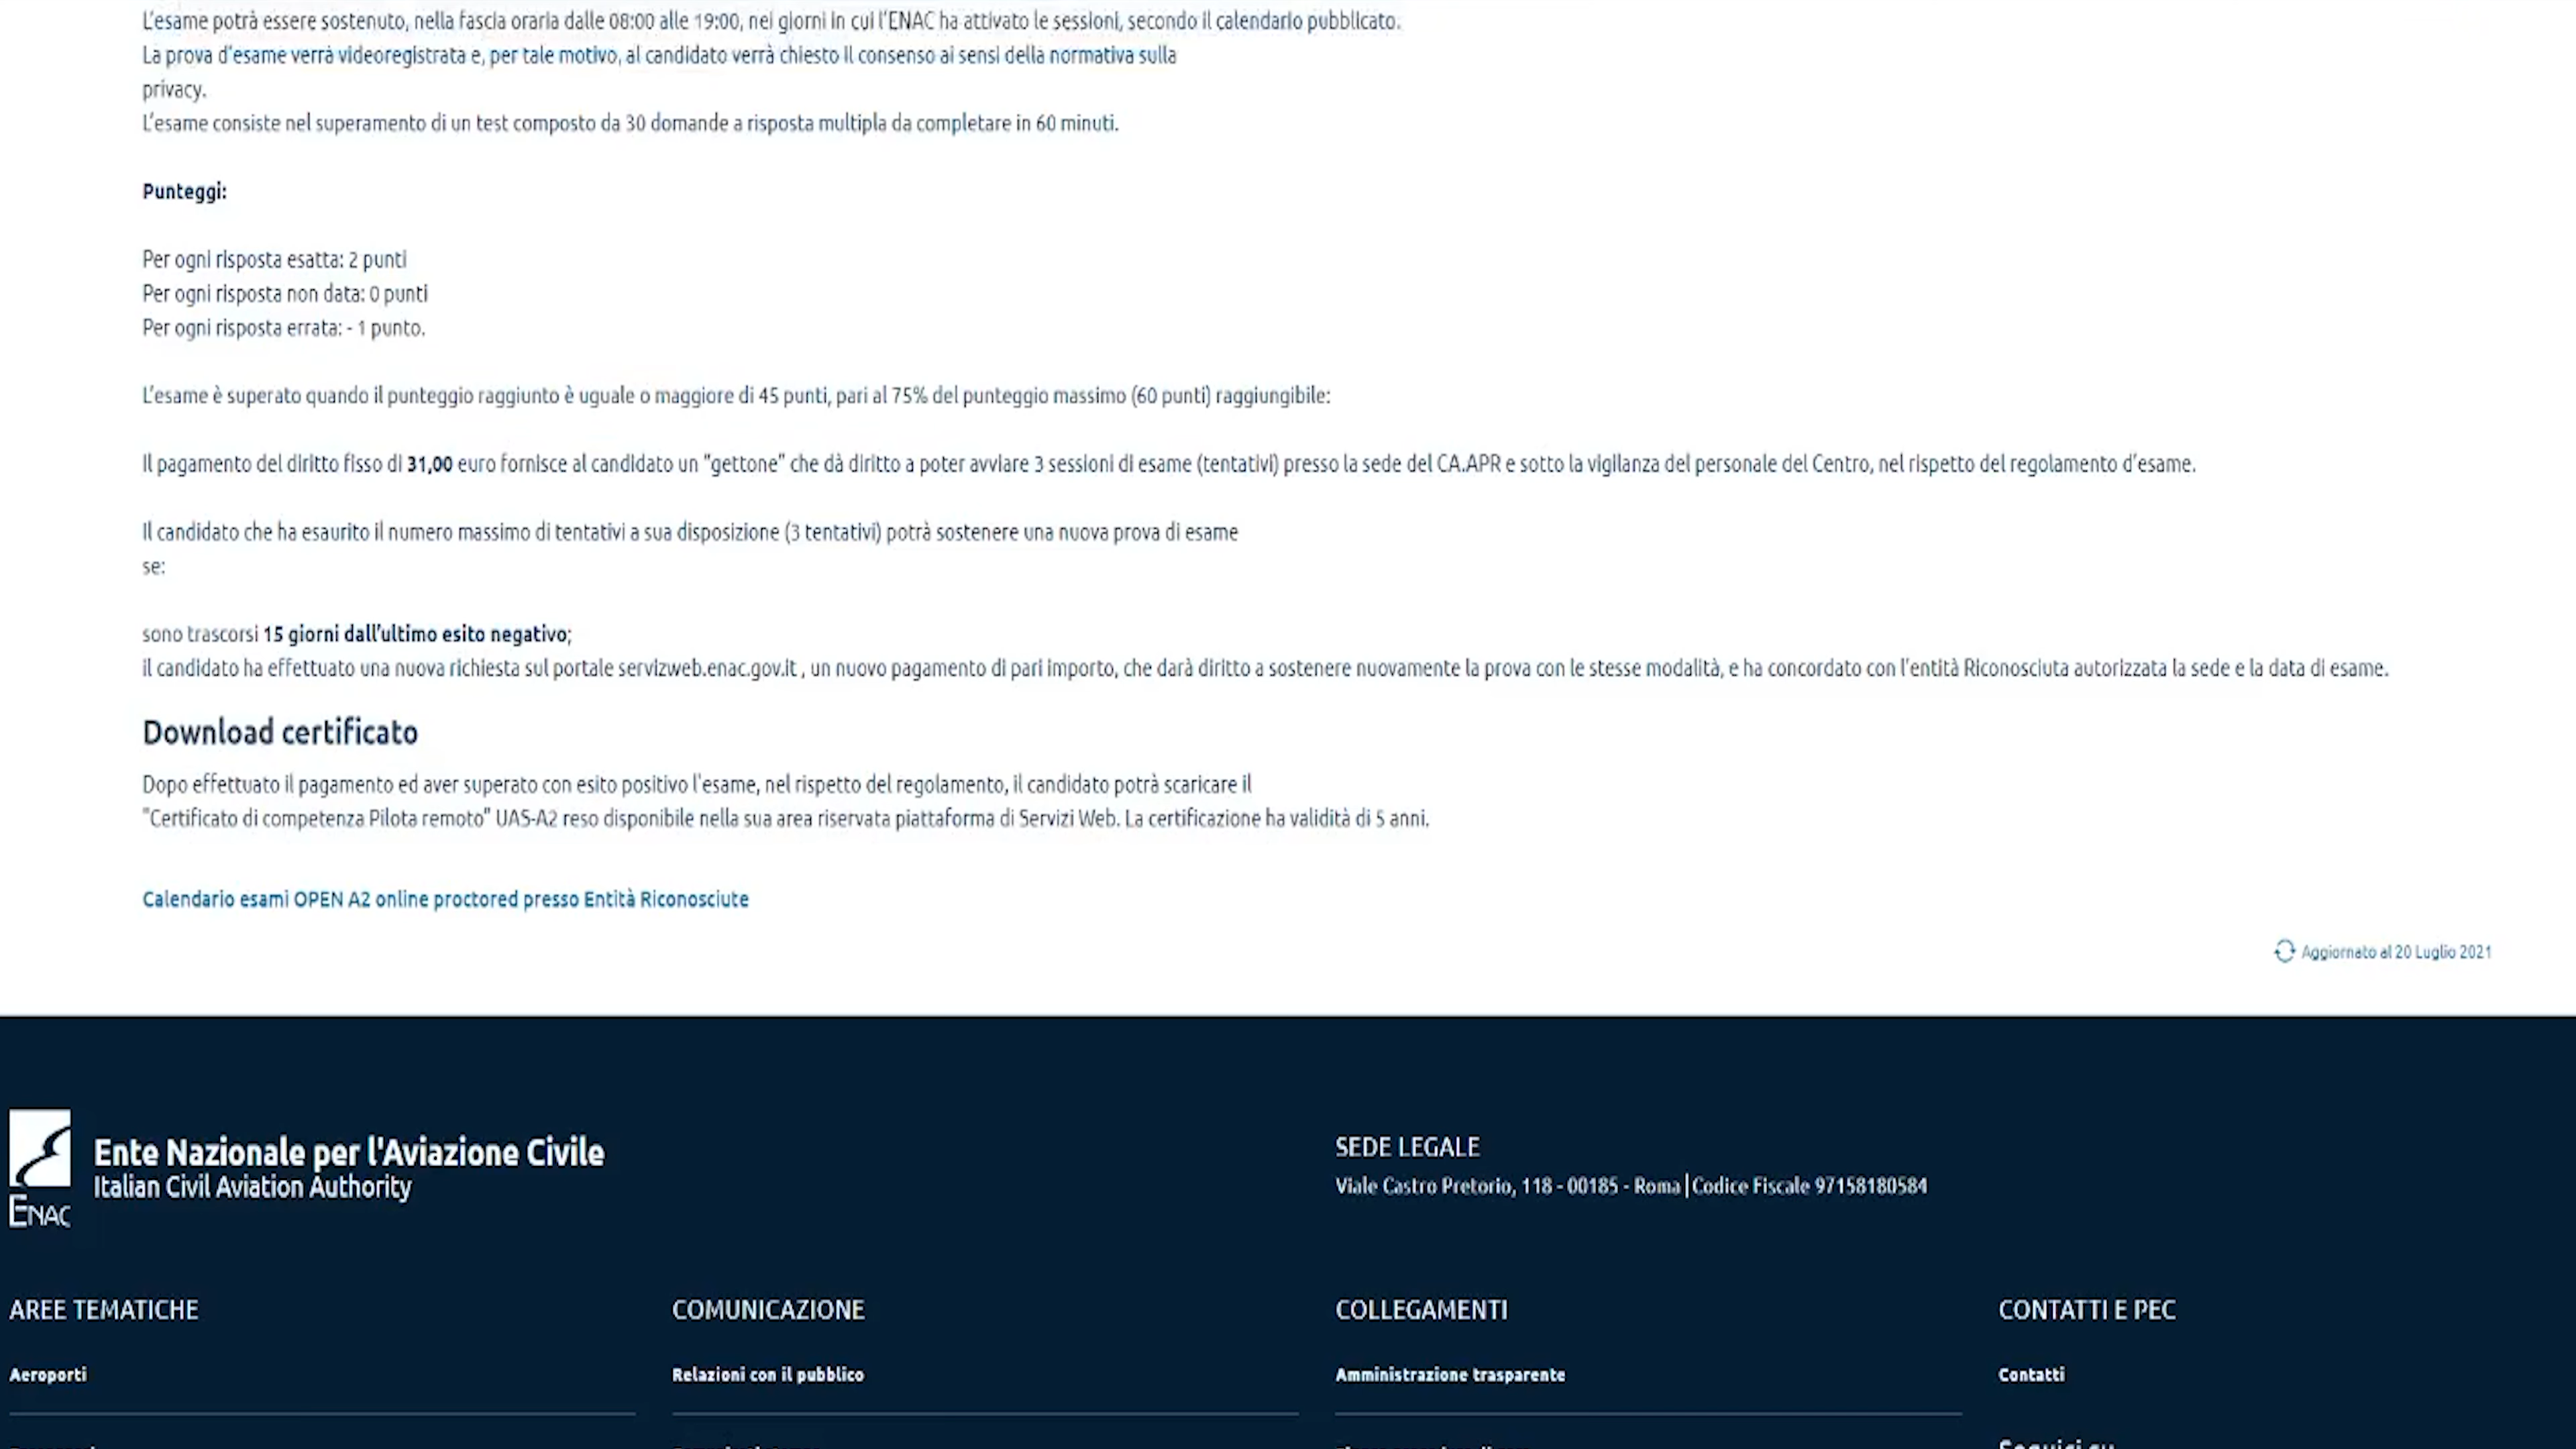 L'esame potrà essere sostenuto, nella fascia oraria dalle 08:00 alle 19:00, nei giorni in cui l'ENAC ha attivato le sessioni, secondo il calendario pubblicato.
La prova d'esame verrà videoregistrata e, per tale motivo, al candidato verrà chiesto il consenso ai sensi della normativa sulla
privacy.
L'esame consiste nel superamento di un test composto da 30 domande a risposta multipla da completare in 60 minuti.
Punteggi:
Per ogni risposta esatta: 2 punti
Per ogni risposta non data: 0 punti
Per ogni risposta errata: - 1 punto.
L'esame è superato quando il punteggio raggiunto è uguale o maggiore di 45 punti, pari al 75% del punteggio massimo (60 punti) raggiungibile:
Il pagamento del diritto fisso di 31,00 euro fornisce al candidato un "gettone" che dà diritto a poter avviare 3 sessioni di esame (tentativi) presso la sede del CA.APR e sotto la vigilanza del personale del Centro, nel rispetto del regolamento d'esame.
Il candidato che ha esaurito il numero massimo di tentativi a sua disposizione (3 tentativi) potrà sostenere una nuova prova di esame
se:
sono trascorsi 15 giorni dall'ultimo esito negativo;
il candidato ha effettuato una nuova richiesta sul portale servizweb.enac.gov.it , un nuovo pagamento di pari importo, che darà diritto a sostenere nuovamente la prova con le stesse modalità, e ha concordato con l'entità Riconosciuta autorizzata la sede e la data di esame.
Download certificato
Dopo effettuato il pagamento ed aver superato con esito positivo l'esame, nel rispetto del regolamento, il candidato potrà scaricare il
"Certificato di competenza Pilota remoto" UAS-A2 reso disponibile nella sua area riservata piattaforma di Servizi Web. La certificazione ha validità di 5 anni.
Calendario esami OPEN A2 online proctored presso Entità Riconosciute
Aggiornato al 20 Luglio 2021
ENAC
Ente Nazionale per l'Aviazione Civile
Italian Civil Aviation Authority
SEDE LEGALE
Viale Castro Pretorio, 118 - 00185 - Roma | Codice Fiscale 97158180584
AREE TEMATICHE
COMUNICAZIONE
COLLEGAMENTI
CONTATTI E PEC
Aeroporti
Relazioni con il pubblico
Amministrazione trasparente
Contatti